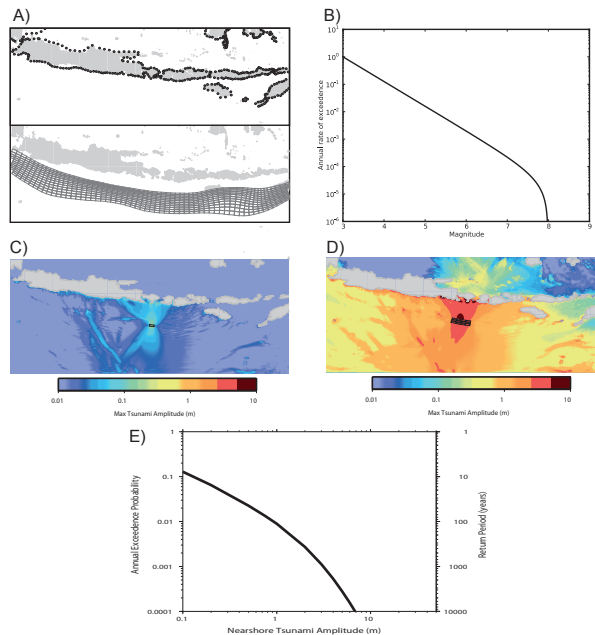 A)
B)
10^1
10^0
10^-1
10^-2
10^-3
10^-4
10^-5
10^-6
Annual rate of exceedence
3 4 5 6 7 8 9
Magnitude
C)
0.01 0.1 1 10
Max Tsunami Amplitude (m)
D)
0.01 0.1 1 10
Max Tsunami Amplitude (m)
E)
1
0.1
0.01
0.001
0.0001
Annual Exceedence Probability
1
10
100
1000
10000
Return Period (years)
0.1 1 10
Nearshore Tsunami Amplitude (m)